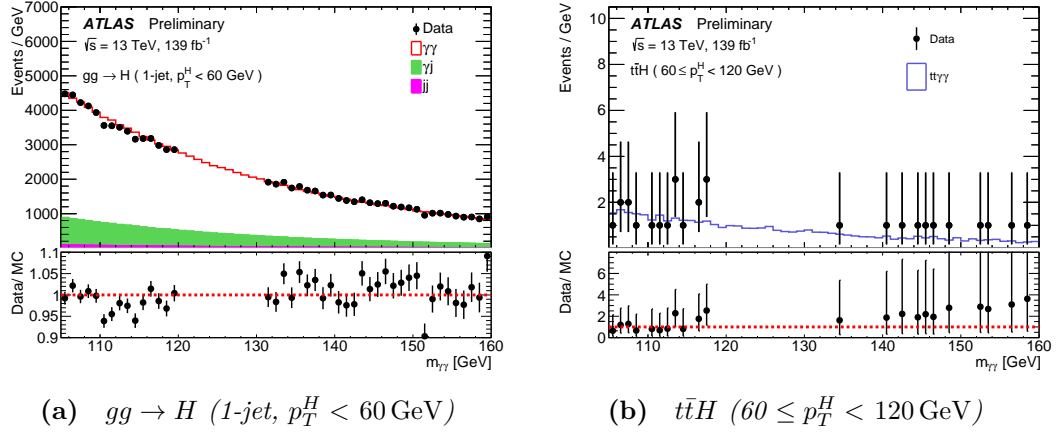 ATLAS Preliminary
√s = 13 TeV, 139 fb⁻¹
gg → H ( 1-jet, p_T^H < 60 GeV)
Data
γγ
γj
jj
Events / GeV
7000
6000
5000
4000
3000
2000
1000
Data/ MC
1.1
1.05
1
0.95
0.9
110 120 130 140 150 160
m_γγ [GeV]
(a) gg → H (1-jet, p_T^H < 60 GeV)
ATLAS Preliminary
√s = 13 TeV, 139 fb⁻¹
tt̄H ( 60 ≤ p_T^H < 120 GeV)
Data
ttγγ
Events / GeV
10
8
6
4
2
Data/ MC
6
4
2
0
110 120 130 140 150 160
m_γγ [GeV]
(b) tt̄H (60 ≤ p_T^H < 120 GeV)